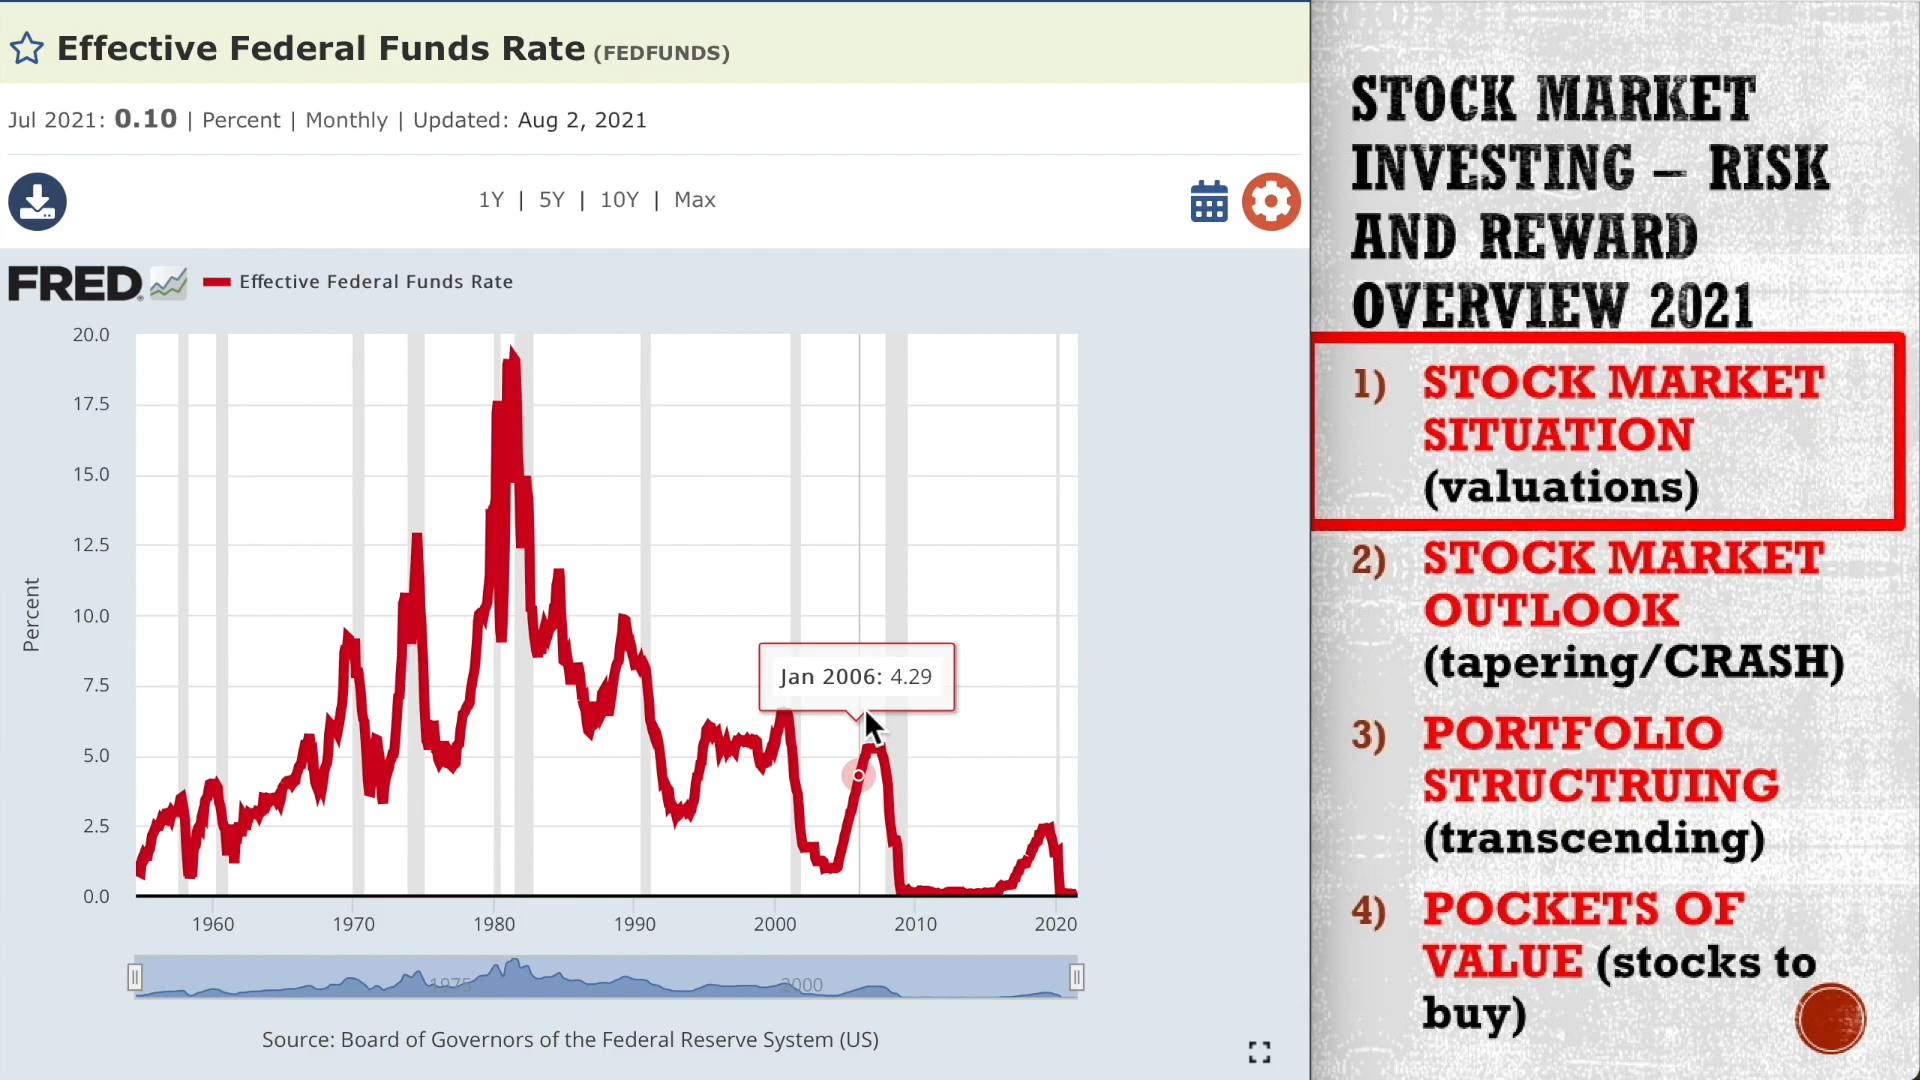 Effective Federal Funds Rate (FEDFUNDS)
Jul 2021: 0.10 | Percent | Monthly | Updated: Aug 2, 2021
1Y | 5Y | 10Y | Max
FRED
Effective Federal Funds Rate
20.0
17.5
15.0
12.5
10.0
7.5
5.0
2.5
0.0
Percent
Jan 2006: 4.29
1960 1970 1980 1990 2000 2010 2020
1975 2000
Source: Board of Governors of the Federal Reserve System (US)
STOCK MARKET
INVESTING – RISK
AND REWARD
OVERVIEW 2021
1) STOCK MARKET
SITUATION
(valuations)
2) STOCK MARKET
OUTLOOK
(tapering/CRASH)
3) PORTFOLIO
STRUCTRUING
(transcending)
4) POCKETS OF
VALUE (stocks to
buy)